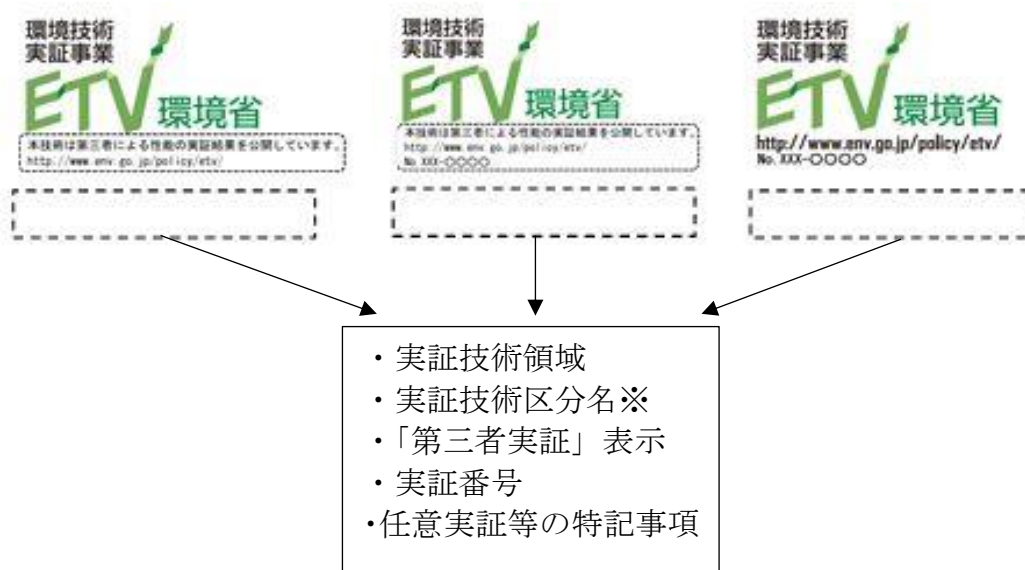 環境技術
実証事業
ETV 環境省
本技術は第三者による性能の実証結果を公開しています。
http://www.env.go.jp/policy/etv/
環境技術
実証事業
ETV 環境省
本技術は第三者による性能の実証結果を公開しています。
http://www.env.go.jp/policy/etv/
No. XXX-〇〇〇〇
環境技術
実証事業
ETV 環境省
http://www.env.go.jp/policy/etv/
No. XXX-〇〇〇〇
・実証技術領域
・実証技術区分名※
・「第三者実証」表示
・実証番号
・任意実証等の特記事項